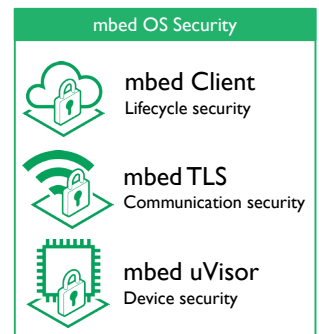 mbed OS Security
mbed Client
Lifecycle security
mbed TLS
Communication security
mbed uVisor
Device security